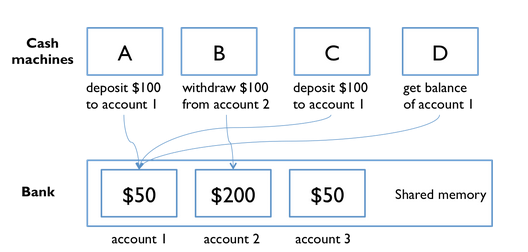 Cash
machines
A
B
C
D
deposit $100
to account 1
withdraw $100
from account 2
deposit $100
to account 1
get balance
of account 1
Bank
$50
$200
$50
Shared memory
account 1
account 2
account 3